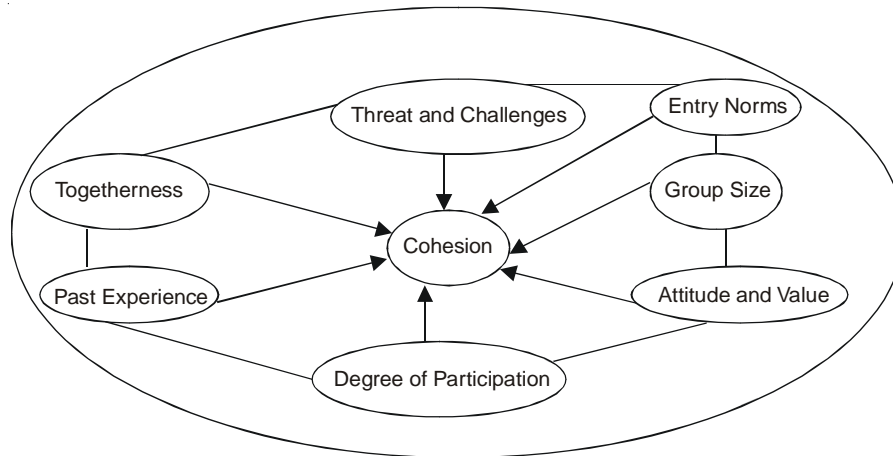 Threat and Challenges
Entry Norms
Togetherness
Group Size
Cohesion
Past Experience
Attitude and Value
Degree of Participation